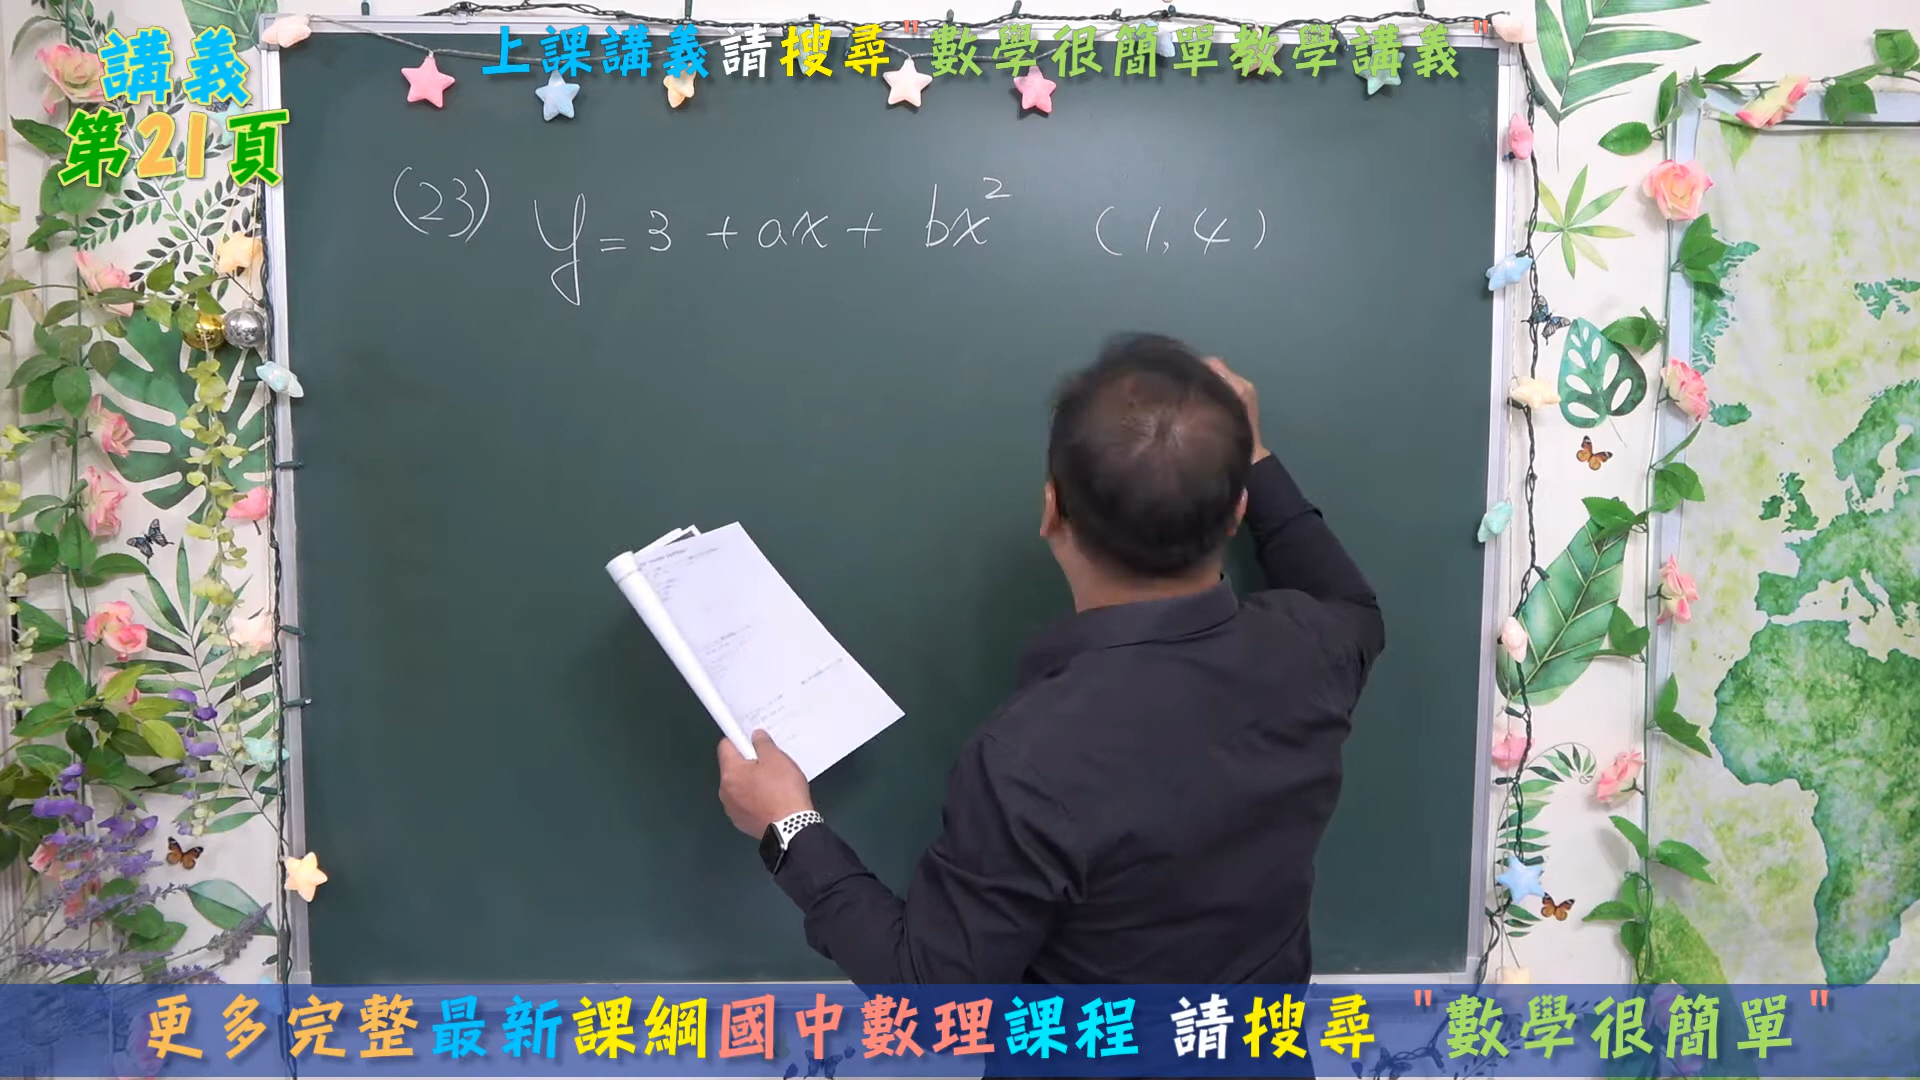 上課講義請搜尋"數學很簡單教學講義"
講義
第21頁
(23) y = 3 + ax + bx² (1, 4)
更多完整最新課綱國中數理課程 請搜尋 "數學很簡單"